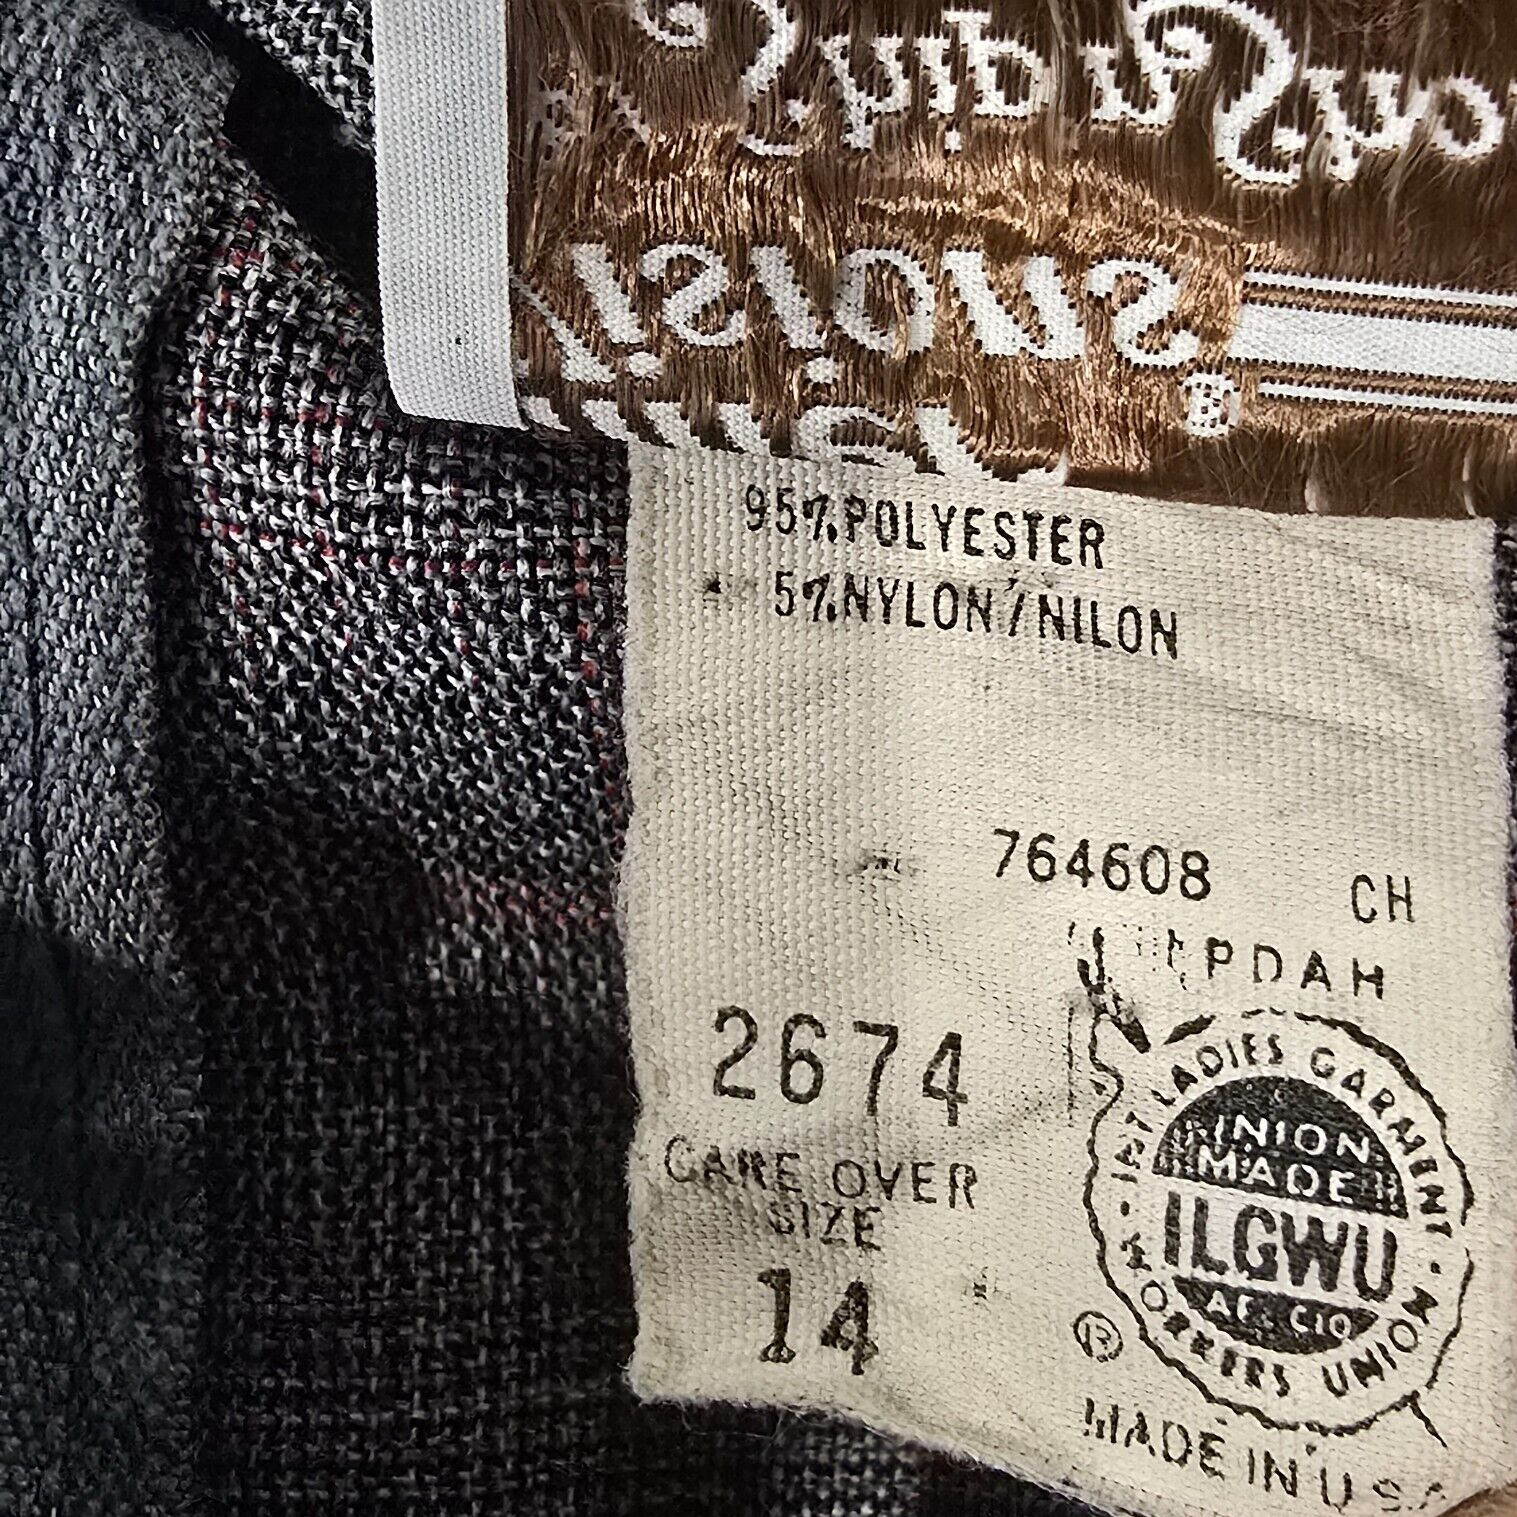 95% POLYESTER
5% NYLON/NILON
764608 CH
2674
CARE OVER
SIZE
14
INT LADIES GARMENT WORKERS UNION
UNION
MADE
ILGWU
AFL CIO
®
MADE IN U.S.A